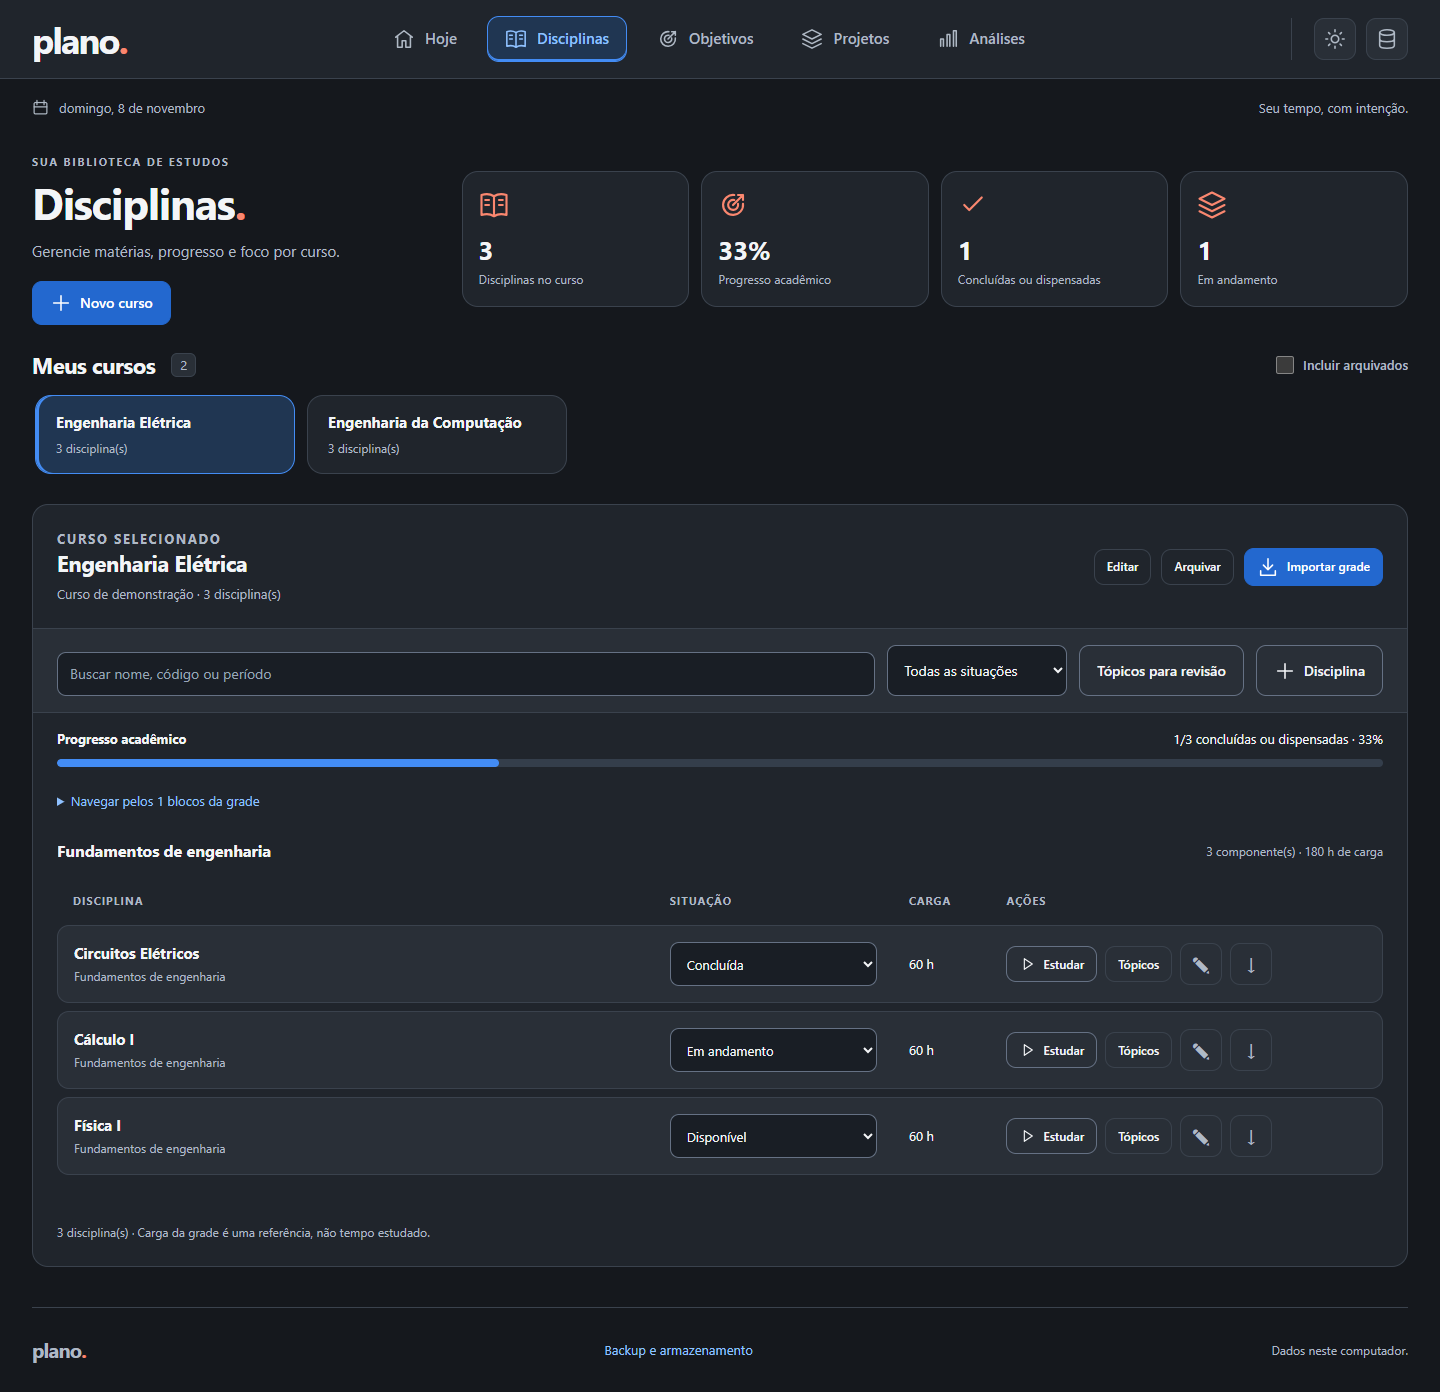 plano.
Hoje
Disciplinas
Objetivos
Projetos
Análises
domingo, 8 de novembro
Seu tempo, com intenção.
SUA BIBLIOTECA DE ESTUDOS
Disciplinas.
Gerencie matérias, progresso e foco por curso.
Novo curso
3
Disciplinas no curso
33%
Progresso acadêmico
1
Concluídas ou dispensadas
1
Em andamento
Meus cursos 2
Incluir arquivados
Engenharia Elétrica
3 disciplina(s)
Engenharia da Computação
3 disciplina(s)
CURSO SELECIONADO
Engenharia Elétrica
Curso de demonstração · 3 disciplina(s)
Editar
Arquivar
Importar grade
Buscar nome, código ou período
Todas as situações
Tópicos para revisão
Disciplina
Progresso acadêmico
1/3 concluídas ou dispensadas · 33%
Navegar pelos 1 blocos da grade
Fundamentos de engenharia
3 componente(s) · 180 h de carga
DISCIPLINA SITUAÇÃO CARGA AÇÕES
Circuitos Elétricos
Fundamentos de engenharia
Concluída
60 h
Estudar
Tópicos
Cálculo I
Fundamentos de engenharia
Em andamento
60 h
Estudar
Tópicos
Física I
Fundamentos de engenharia
Disponível
60 h
Estudar
Tópicos
3 disciplina(s) · Carga da grade é uma referência, não tempo estudado.
plano.
Backup e armazenamento
Dados neste computador.